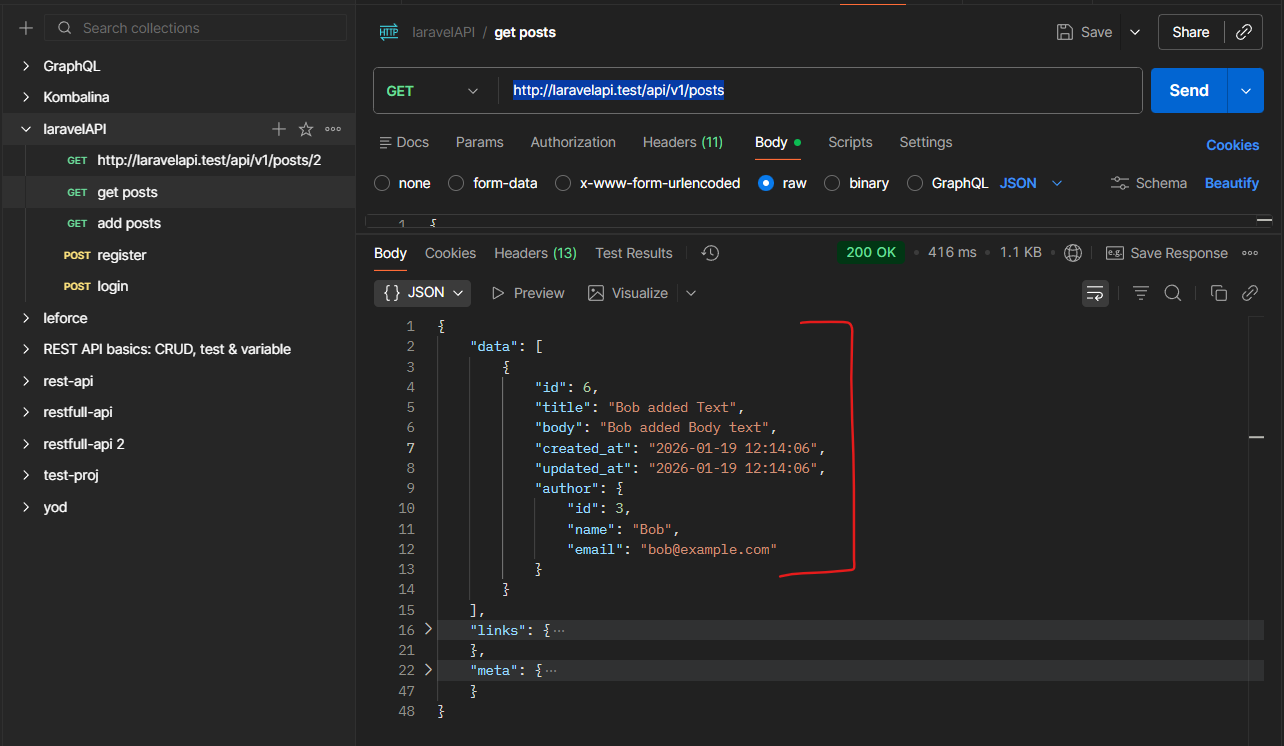 Search collections
GraphQL
Kombalina
laravelAPI
GET http://laravelapi.test/api/v1/posts/2
GET get posts
GET add posts
POST register
POST login
leforce
REST API basics: CRUD, test & variable
rest-api
restfull-api
restfull-api 2
test-proj
yod
HTTP laravelAPI / get posts
Save
Share
GET http://laravelapi.test/api/v1/posts
Send
Docs Params Authorization Headers (11) Body Scripts Settings
Cookies
none form-data x-www-form-urlencoded raw binary GraphQL JSON
Schema Beautify
1 {
Body Cookies Headers (13) Test Results
200 OK • 416 ms • 1.1 KB
e.g. Save Response
{} JSON Preview Visualize
1 {
2 "data": [
3 {
4 "id": 6,
5 "title": "Bob added Text",
6 "body": "Bob added Body text",
7 "created_at": "2026-01-19 12:14:06",
8 "updated_at": "2026-01-19 12:14:06",
9 "author": {
10 "id": 3,
11 "name": "Bob",
12 "email": "bob@example.com"
13 }
14 }
15 ],
16 "links": { ···
21 },
22 "meta": { ···
47 }
48 }